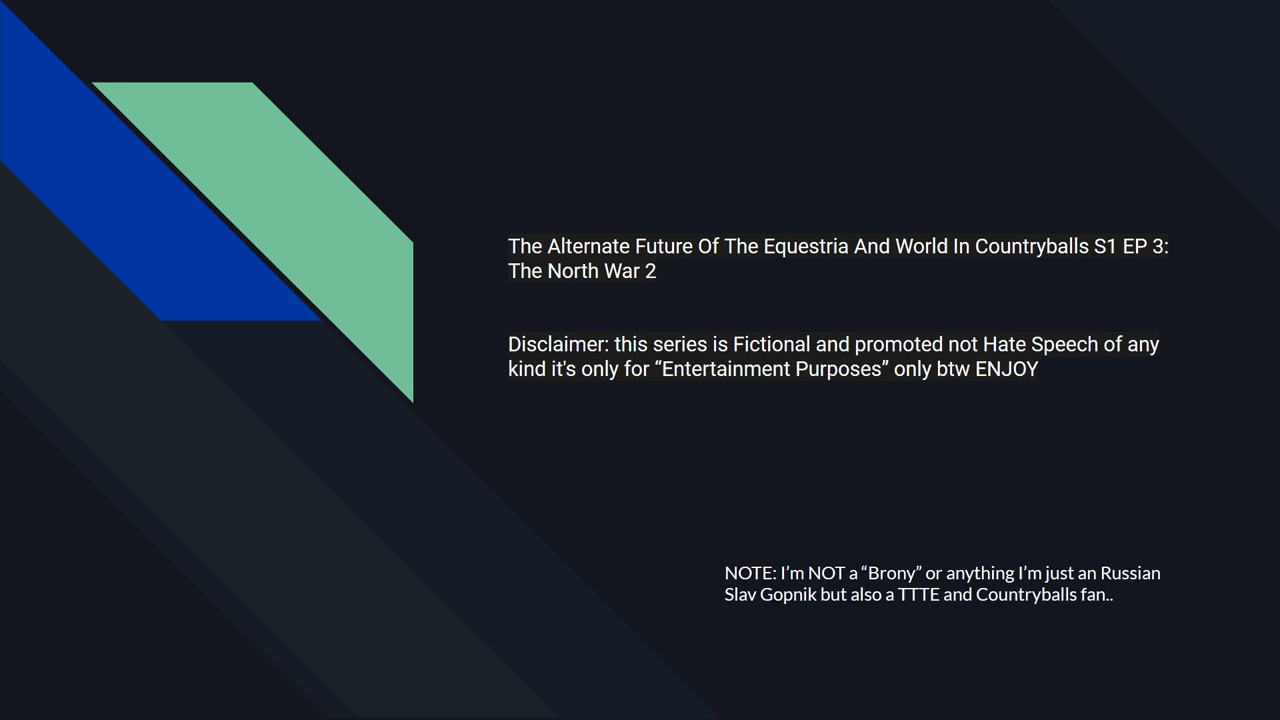 The Alternate Future Of The Equestria And World In Countryballs S1 EP 3:
The North War 2
Disclaimer: this series is Fictional and promoted not Hate Speech of any
kind it's only for “Entertainment Purposes” only btw ENJOY
NOTE: I’m NOT a “Brony” or anything I’m just an Russian
Slav Gopnik but also a TTTE and Countryballs fan..